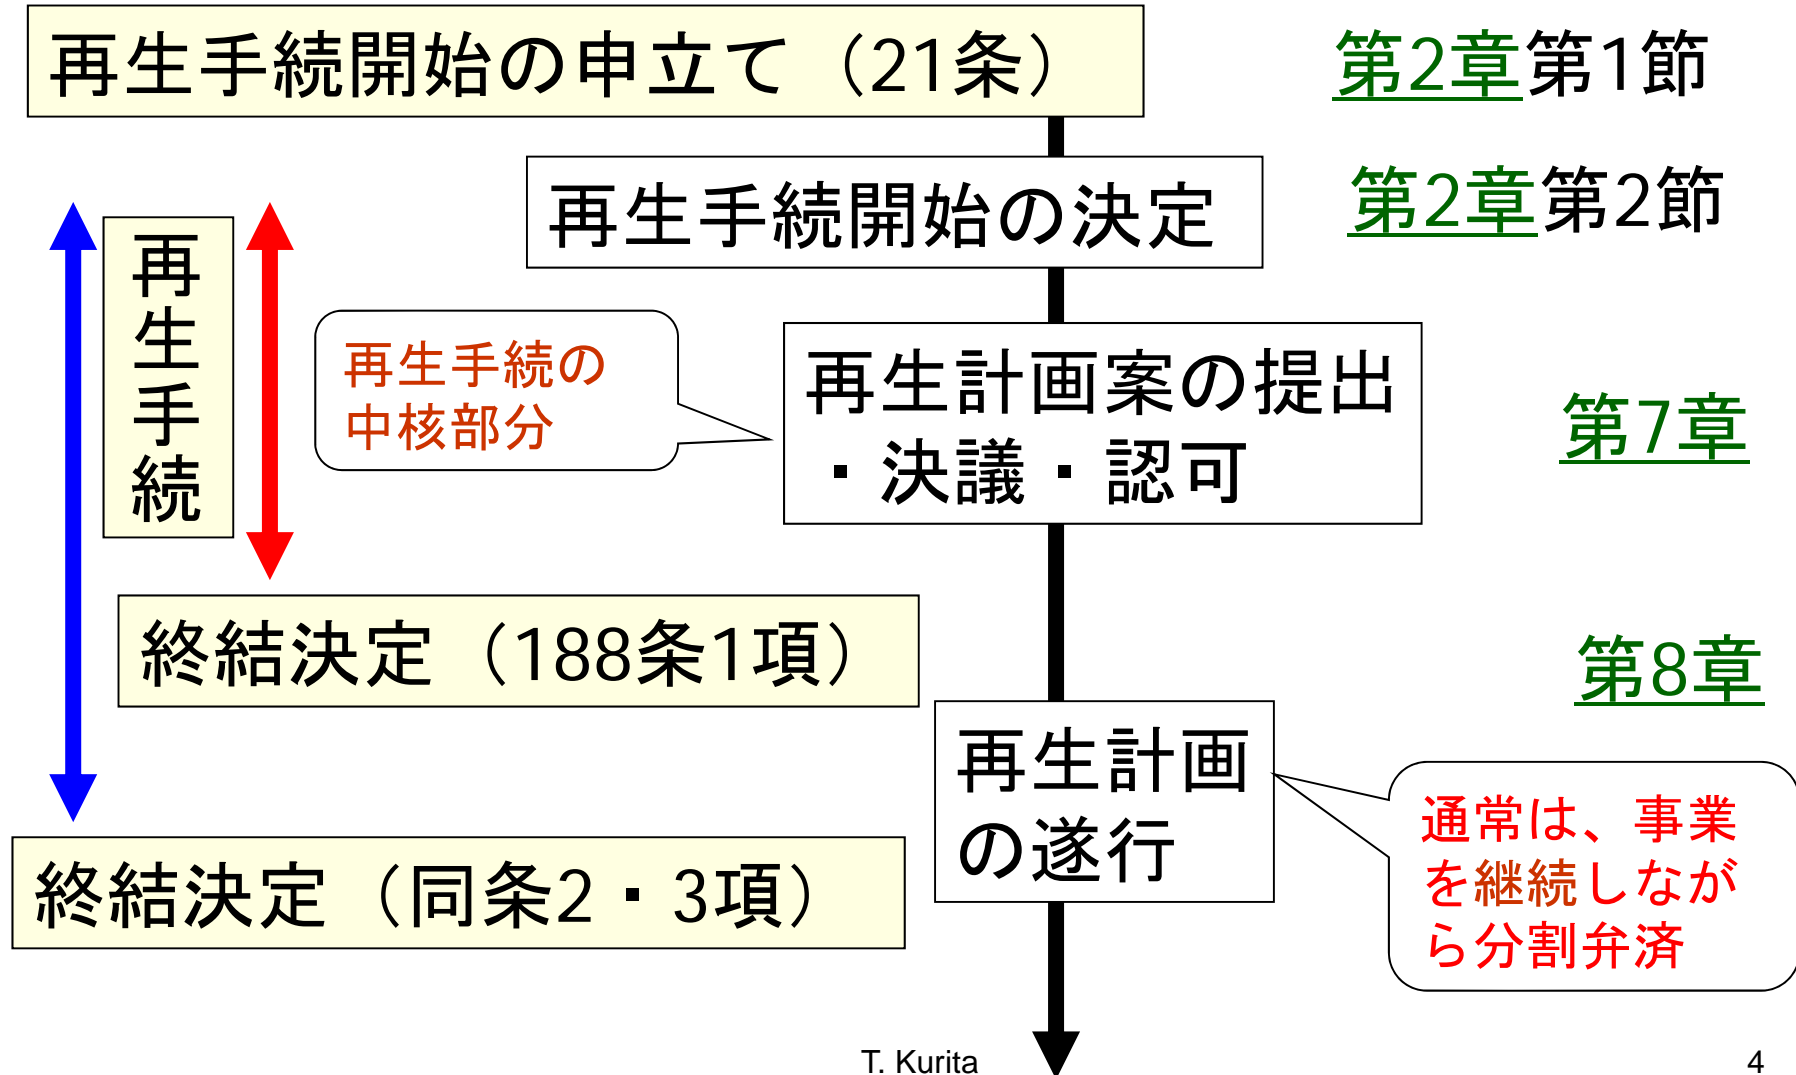 再生手続開始の申立て（21条）
第2章第1節
再生手続開始の決定
第2章第2節
再生手続
再生手続の
中核部分
再生計画案の提出
・決議・認可
第7章
終結決定（188条1項）
第8章
再生計画
の遂行
通常は、事業
を継続しなが
ら分割弁済
終結決定（同条2・3項）
T. Kurita
4